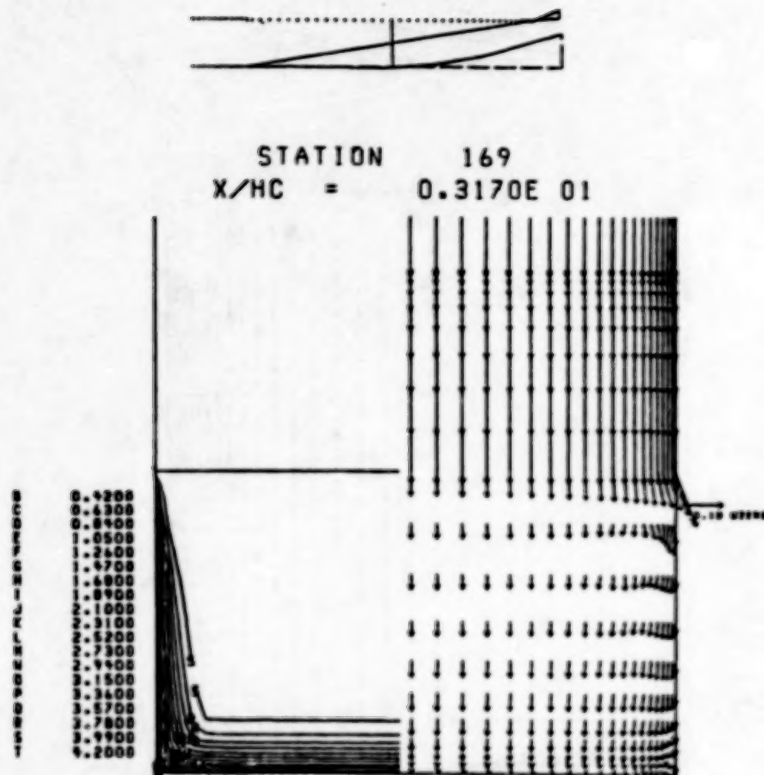 STATION 169
X/HC = 0.3170E 01
B 0.4200
C 0.6300
D 0.8400
E 1.0500
F 1.2600
G 1.4700
H 1.6800
I 1.8900
J 2.1000
K 2.3100
L 2.5200
M 2.7300
N 2.9400
O 3.1500
P 3.3600
Q 3.5700
R 3.7800
S 3.9900
T 4.2000
S
S